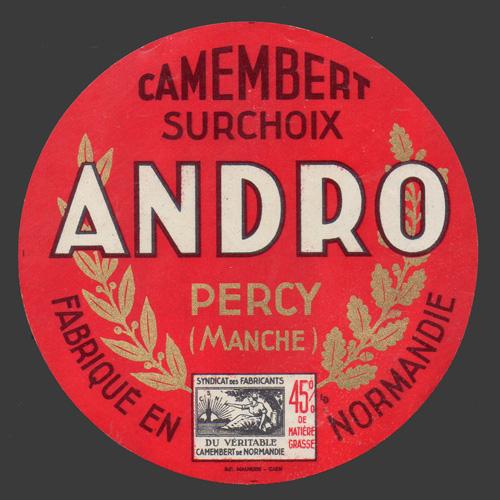 CAMEMBERT
SURCHOIX
ANDRO
PERCY
(MANCHE)
FABRIQUE EN NORMANDIE
SYNDICAT DES FABRICANTS
DU VÉRITABLE
CAMEMBERT DE NORMANDIE
45%
DE
MATIÈRE
GRASSE